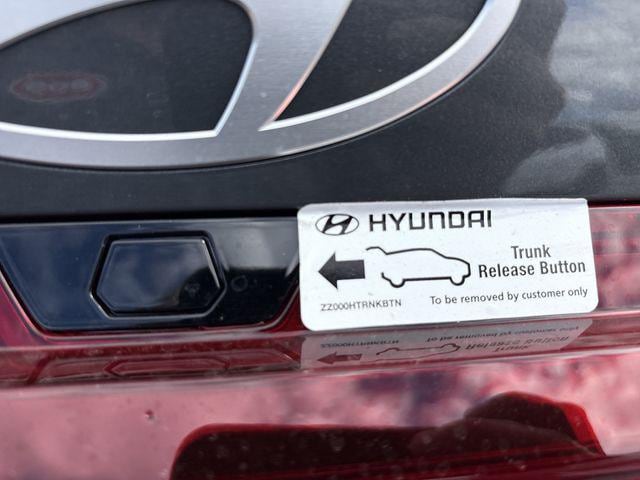 HYUNDAI
Trunk
Release Button
ZZ000HTRNKBTN
To be removed by customer only